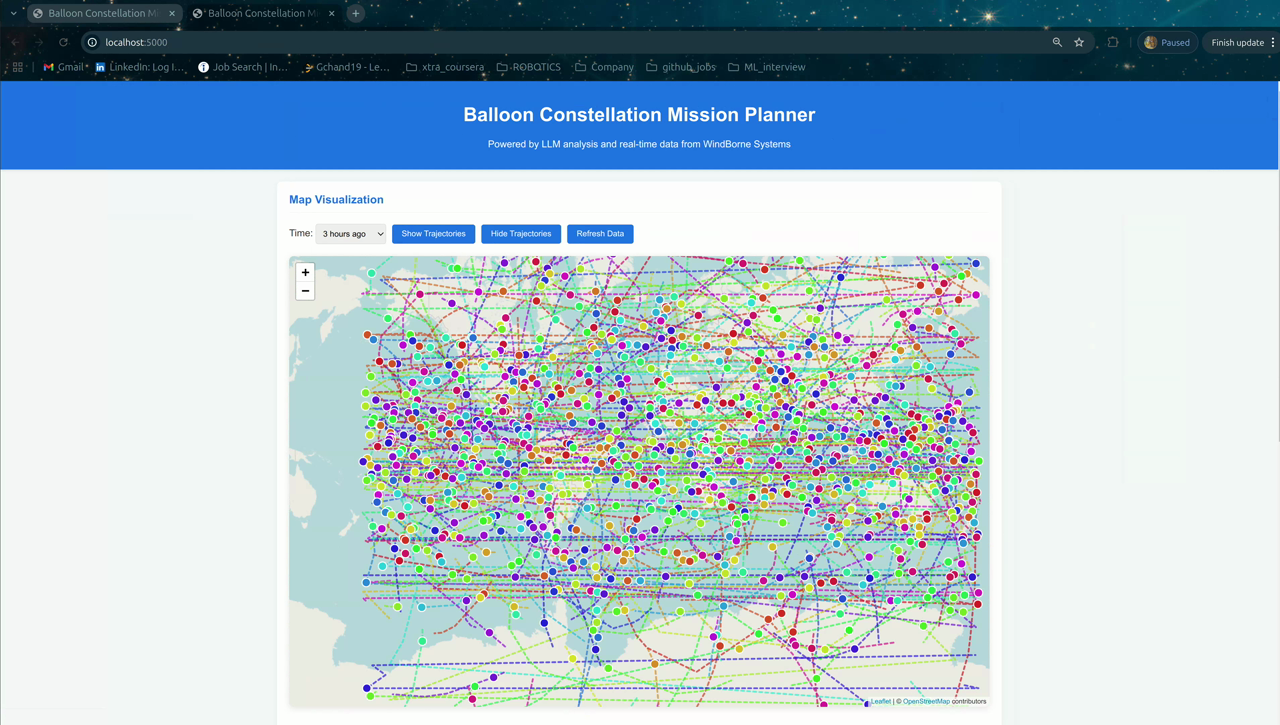 Balloon Constellation Mi
Balloon Constellation M
localhost:5000
Paused
Finish update
Gmail
LinkedIn: Log I...
Job Search | In...
Gchand19 - Le...
xtra_coursera
ROBOTICS
Company
github_jobs
ML_interview
Balloon Constellation Mission Planner
Powered by LLM analysis and real-time data from WindBorne Systems
Map Visualization
Time: 3 hours ago Show Trajectories Hide Trajectories Refresh Data
+
−
Leaflet | © OpenStreetMap contributors